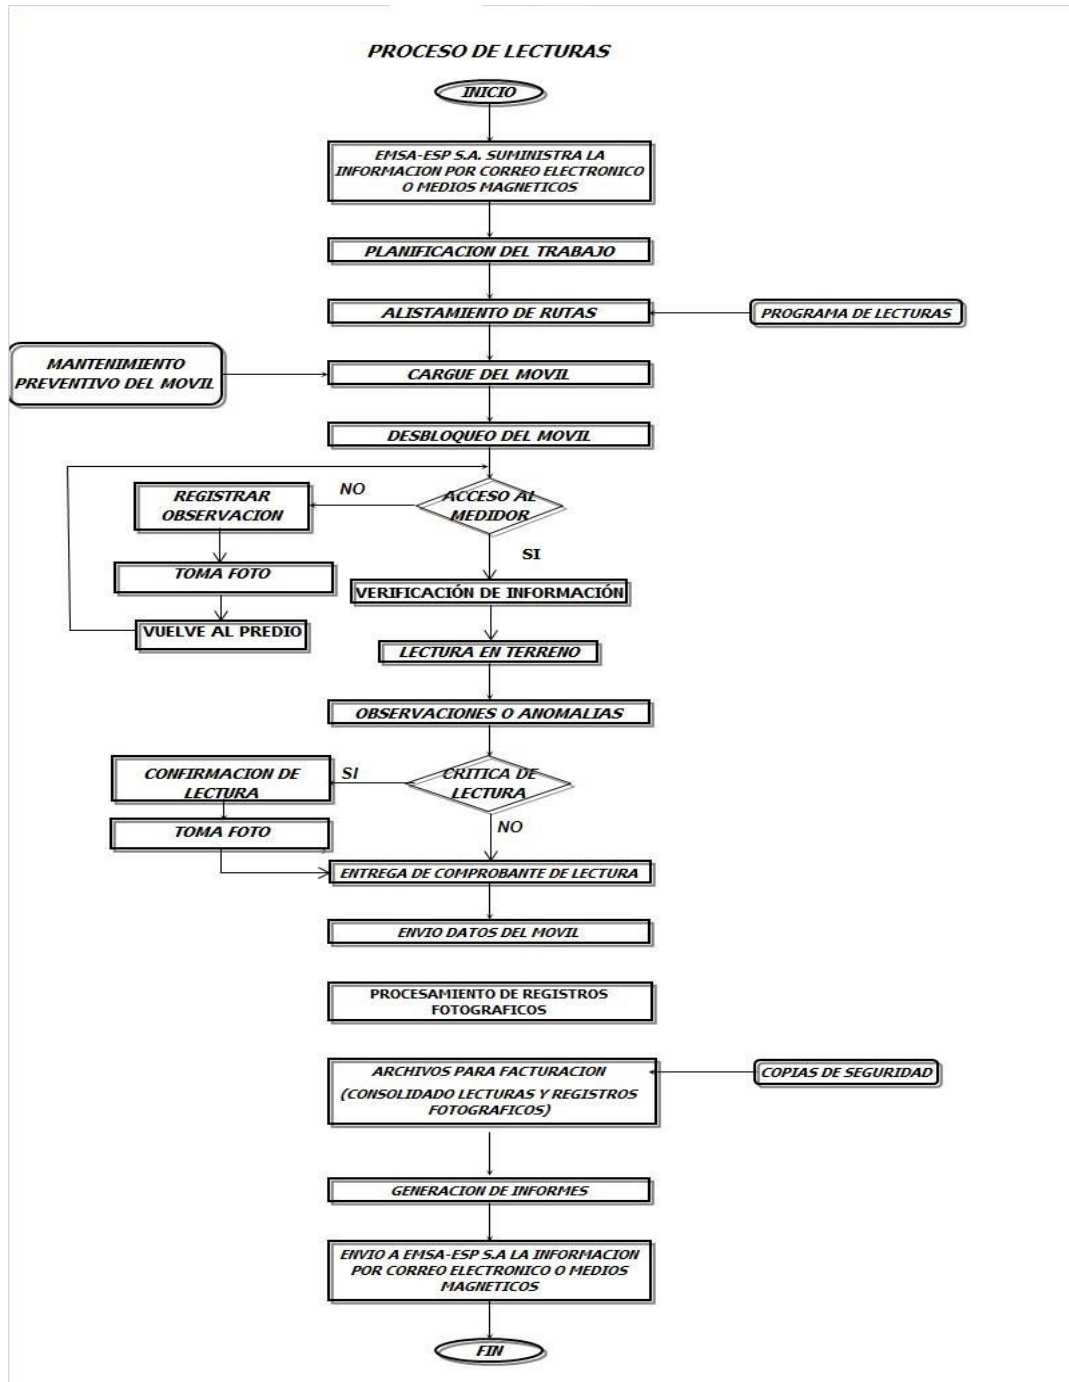 PROCESO DE LECTURAS
INICIO
EMSA-ESP S.A. SUMINISTRA LA
INFORMACION POR CORREO ELECTRONICO
O MEDIOS MAGNETICOS
PLANIFICACION DEL TRABAJO
ALISTAMIENTO DE RUTAS
PROGRAMA DE LECTURAS
MANTENIMIENTO
PREVENTIVO DEL MOVIL
CARGUE DEL MOVIL
DESBLOQUEO DEL MOVIL
ACCESO AL
MEDIDOR
NO
REGISTRAR
OBSERVACION
TOMA FOTO
VUELVE AL PREDIO
SI
VERIFICACIÓN DE INFORMACIÓN
LECTURA EN TERRENO
OBSERVACIONES O ANOMALIAS
CRITICA DE
LECTURA
SI
CONFIRMACION DE
LECTURA
TOMA FOTO
NO
ENTREGA DE COMPROBANTE DE LECTURA
ENVIO DATOS DEL MOVIL
PROCESAMIENTO DE REGISTROS
FOTOGRAFICOS
ARCHIVOS PARA FACTURACION
(CONSOLIDADO LECTURAS Y REGISTROS
FOTOGRAFICOS)
COPIAS DE SEGURIDAD
GENERACION DE INFORMES
ENVIO A EMSA-ESP S.A LA INFORMACION
POR CORREO ELECTRONICO O MEDIOS
MAGNETICOS
FIN